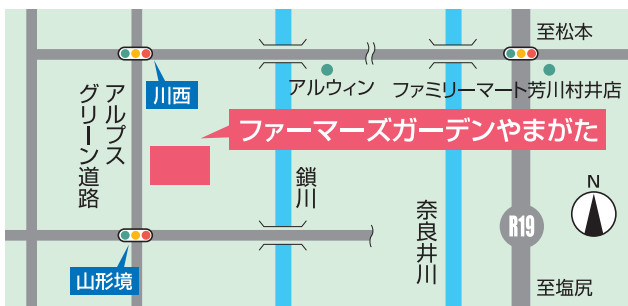 至松本
アルウィン
ファミリーマート芳川村井店
川西
アルプス
グリーン道路
ファーマーズガーデンやまがた
鎖川
奈良井川
N
R19
山形境
至塩尻